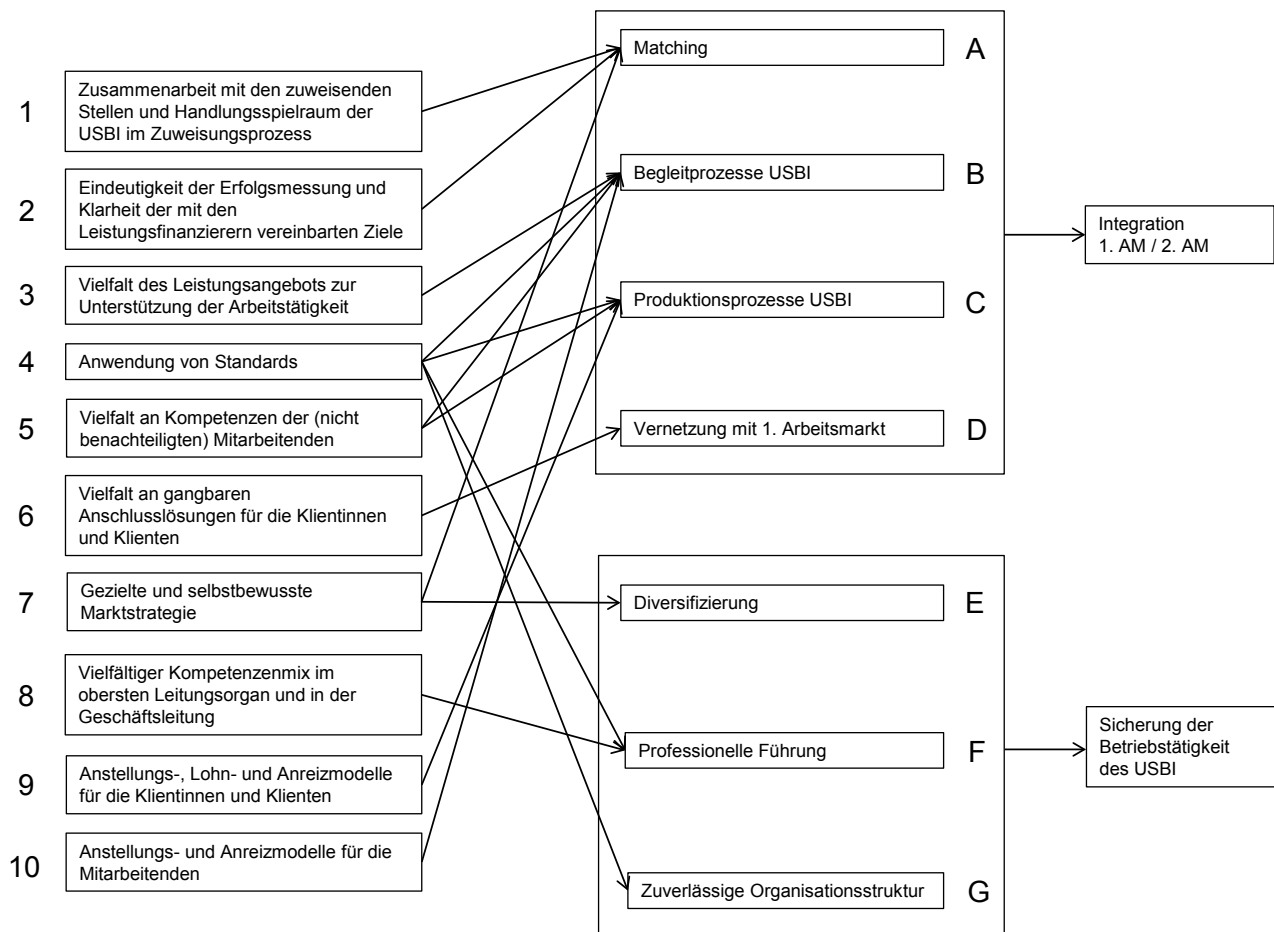 1
Zusammenarbeit mit den zuweisenden
Stellen und Handlungsspielraum der
USBI im Zuweisungsprozess
2
Eindeutigkeit der Erfolgsmessung und
Klarheit der mit den
Leistungsfinanzierern vereinbarten Ziele
3
Vielfalt des Leistungsangebots zur
Unterstützung der Arbeitstätigkeit
4
Anwendung von Standards
5
Vielfalt an Kompetenzen der (nicht
benachteiligten) Mitarbeitenden
6
Vielfalt an gangbaren
Anschlusslösungen für die Klientinnen
und Klienten
7
Gezielte und selbstbewusste
Marktstrategie
8
Vielfältiger Kompetenzenmix im
obersten Leitungsorgan und in der
Geschäftsleitung
9
Anstellungs-, Lohn- und Anreizmodelle
für die Klientinnen und Klienten
10
Anstellungs- und Anreizmodelle für die
Mitarbeitenden
Matching
A
Begleitprozesse USBI
B
Produktionsprozesse USBI
C
Vernetzung mit 1. Arbeitsmarkt
D
Diversifizierung
E
Professionelle Führung
F
Zuverlässige Organisationsstruktur
G
Integration
1. AM / 2. AM
Sicherung der
Betriebstätigkeit
des USBI